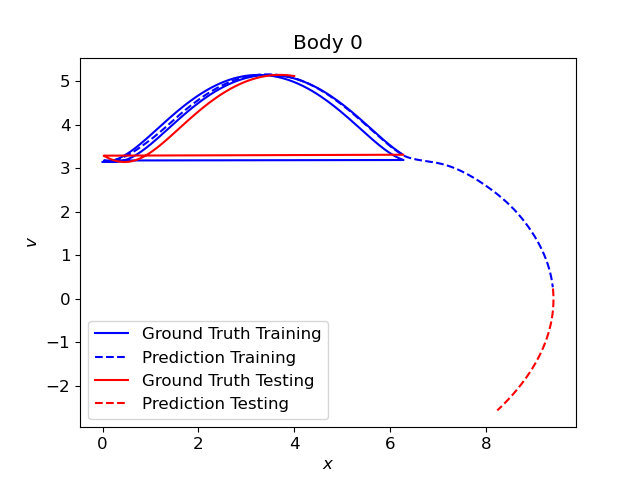 Body 0
5
4
3
2
1
0
−1
−2
v
Ground Truth Training
Prediction Training
Ground Truth Testing
Prediction Testing
0 2 4 6 8
x